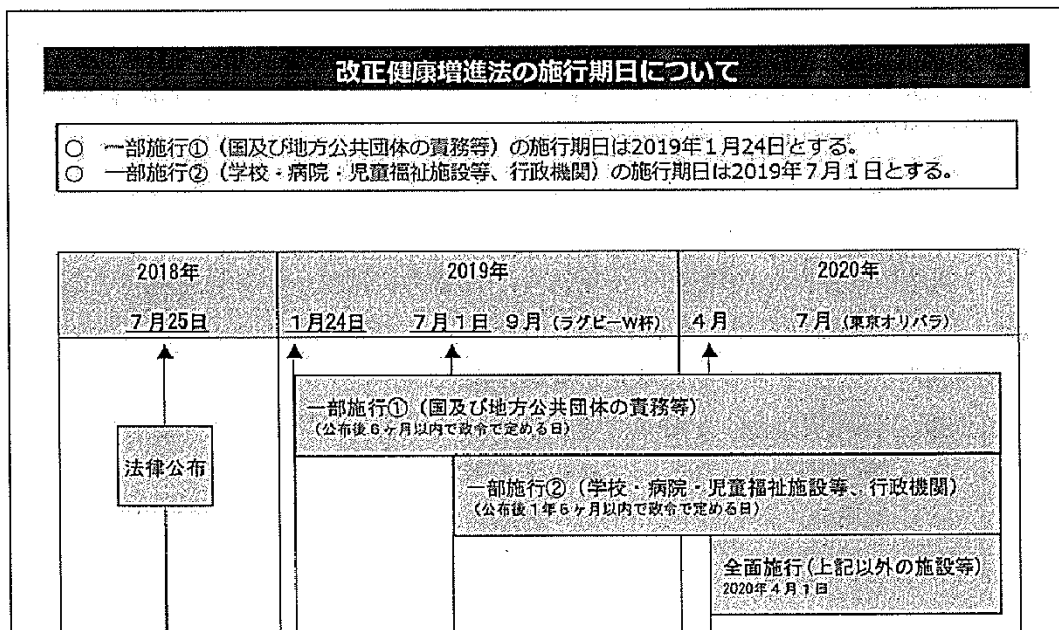 改正健康増進法の施行期日について
○ 一部施行①（国及び地方公共団体の責務等）の施行期日は2019年1月24日とする。
○ 一部施行②（学校・病院・児童福祉施設等、行政機関）の施行期日は2019年7月1日とする。
2018年 2019年 2020年
7月25日 1月24日 7月1日 9月（ラグビーW杯） 4月 7月（東京オリパラ）
一部施行①（国及び地方公共団体の責務等）
（公布後6ヶ月以内で政令で定める日）
法律公布
一部施行②（学校・病院・児童福祉施設等、行政機関）
（公布後1年6ヶ月以内で政令で定める日）
全面施行（上記以外の施設等）
2020年4月1日